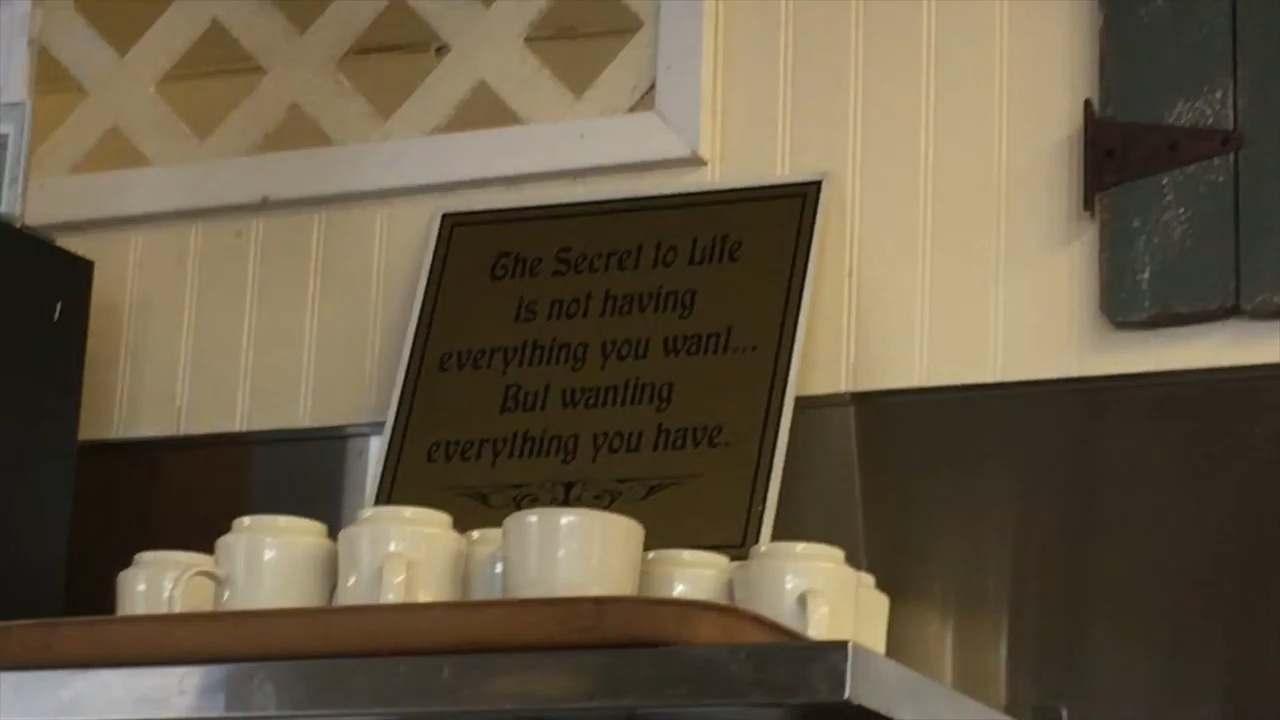 The Secret to Life
is not having
everything you want...
But wanting
everything you have.